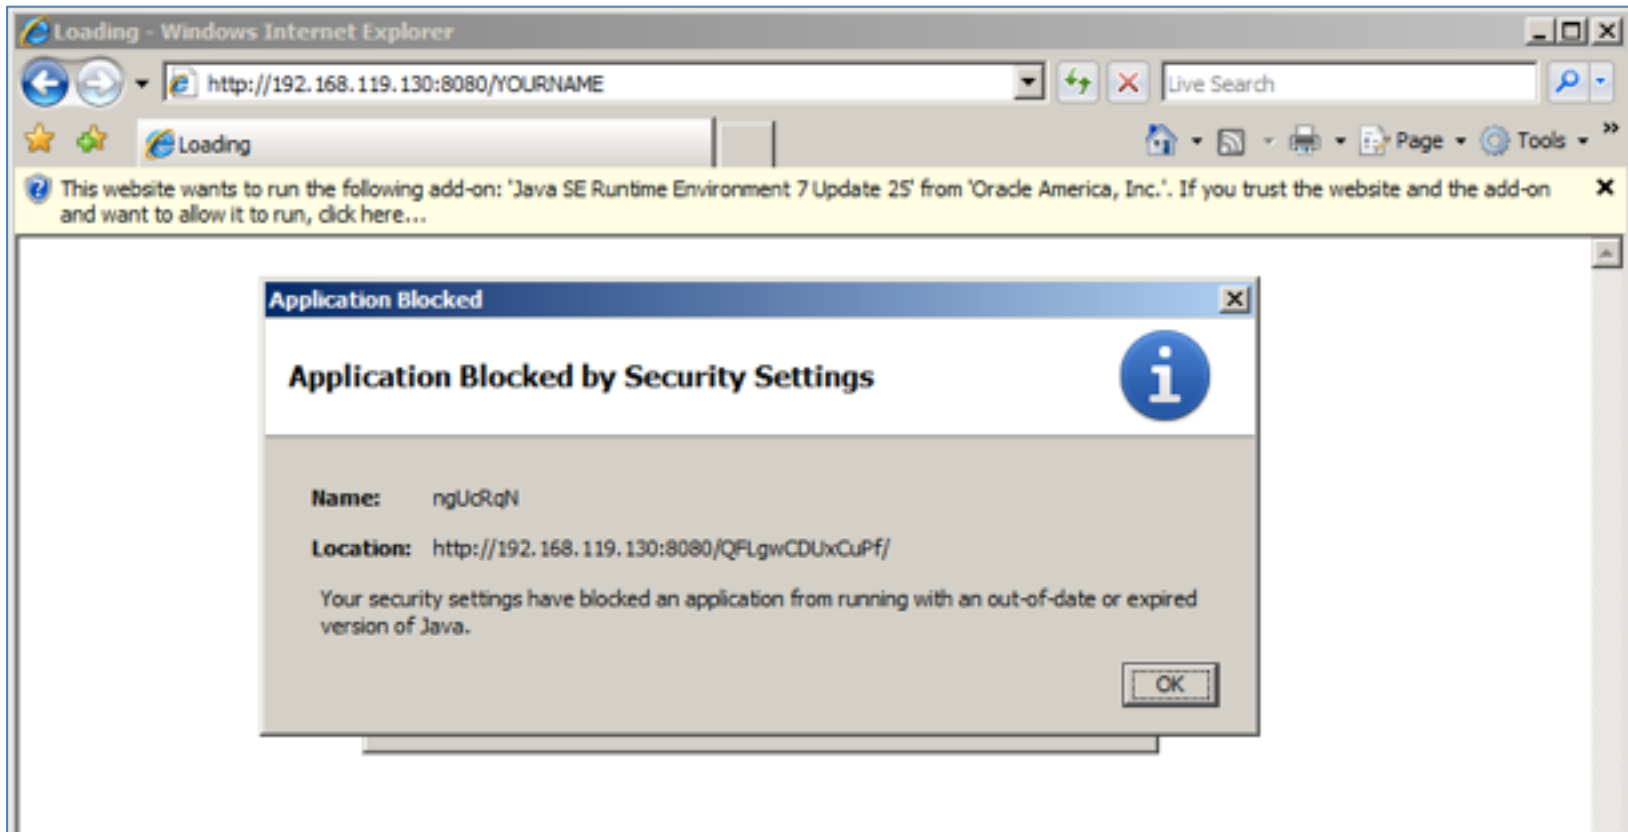 Loading - Windows Internet Explorer
http://192.168.119.130:8080/YOURNAME
Live Search
Loading
Page
Tools
This website wants to run the following add-on: 'Java SE Runtime Environment 7 Update 25' from 'Oracle America, Inc.'. If you trust the website and the add-on
and want to allow it to run, click here...
Application Blocked
Application Blocked by Security Settings
Name: ngUcRqN
Location: http://192.168.119.130:8080/QFLgwCDUxCuPf/
Your security settings have blocked an application from running with an out-of-date or expired
version of Java.
OK